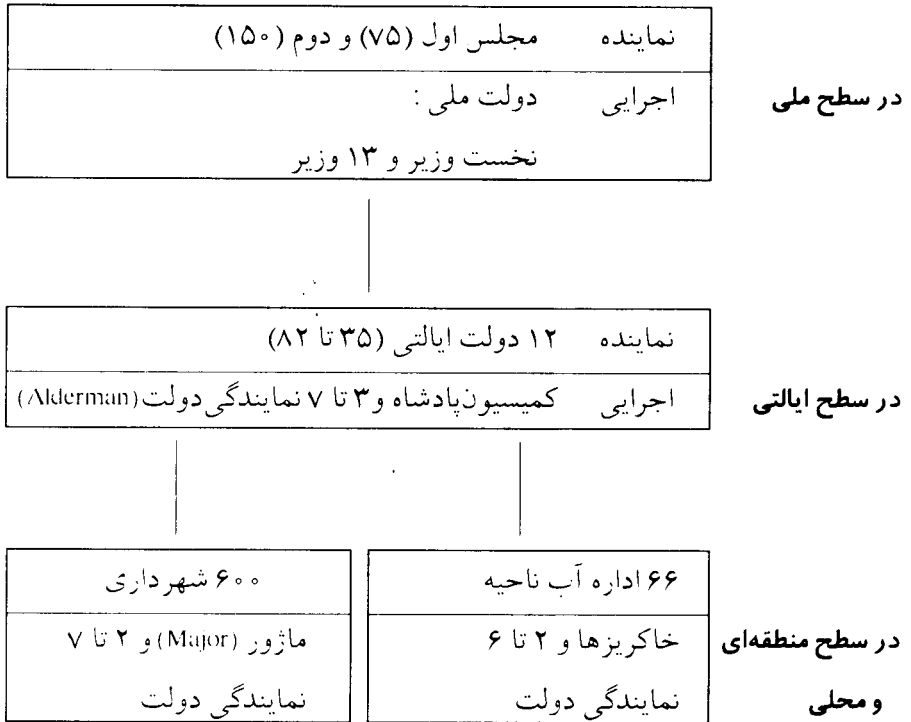 نماینده مجلس اول (۷۵) و دوم (۱۵۰)
در سطح ملی اجرایی دولت ملی :
نخست وزیر و ۱۳ وزیر
نماینده ۱۲ دولت ایالتی (۳۵ تا ۸۲)
در سطح ایالتی اجرایی کمیسیون پادشاه و ۳ تا ۷ نمایندگی دولت (Alderman)
۶۶ اداره آب ناحیه ۶۰۰ شهرداری
در سطح منطقه‌ای خاکریزها و ۲ تا ۶ ماژور (Major) و ۲ تا ۷
و محلی نمایندگی دولت نمایندگی دولت